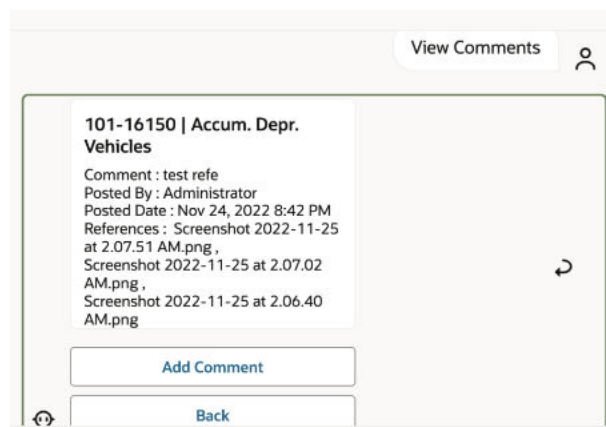 View Comments
101-16150 | Accum. Depr.
Vehicles
Comment : test refe
Posted By : Administrator
Posted Date : Nov 24, 2022 8:42 PM
References :  Screenshot 2022-11-25
at 2.07.51 AM.png ,
Screenshot 2022-11-25 at 2.07.02
AM.png ,
Screenshot 2022-11-25 at 2.06.40
AM.png
Add Comment
Back